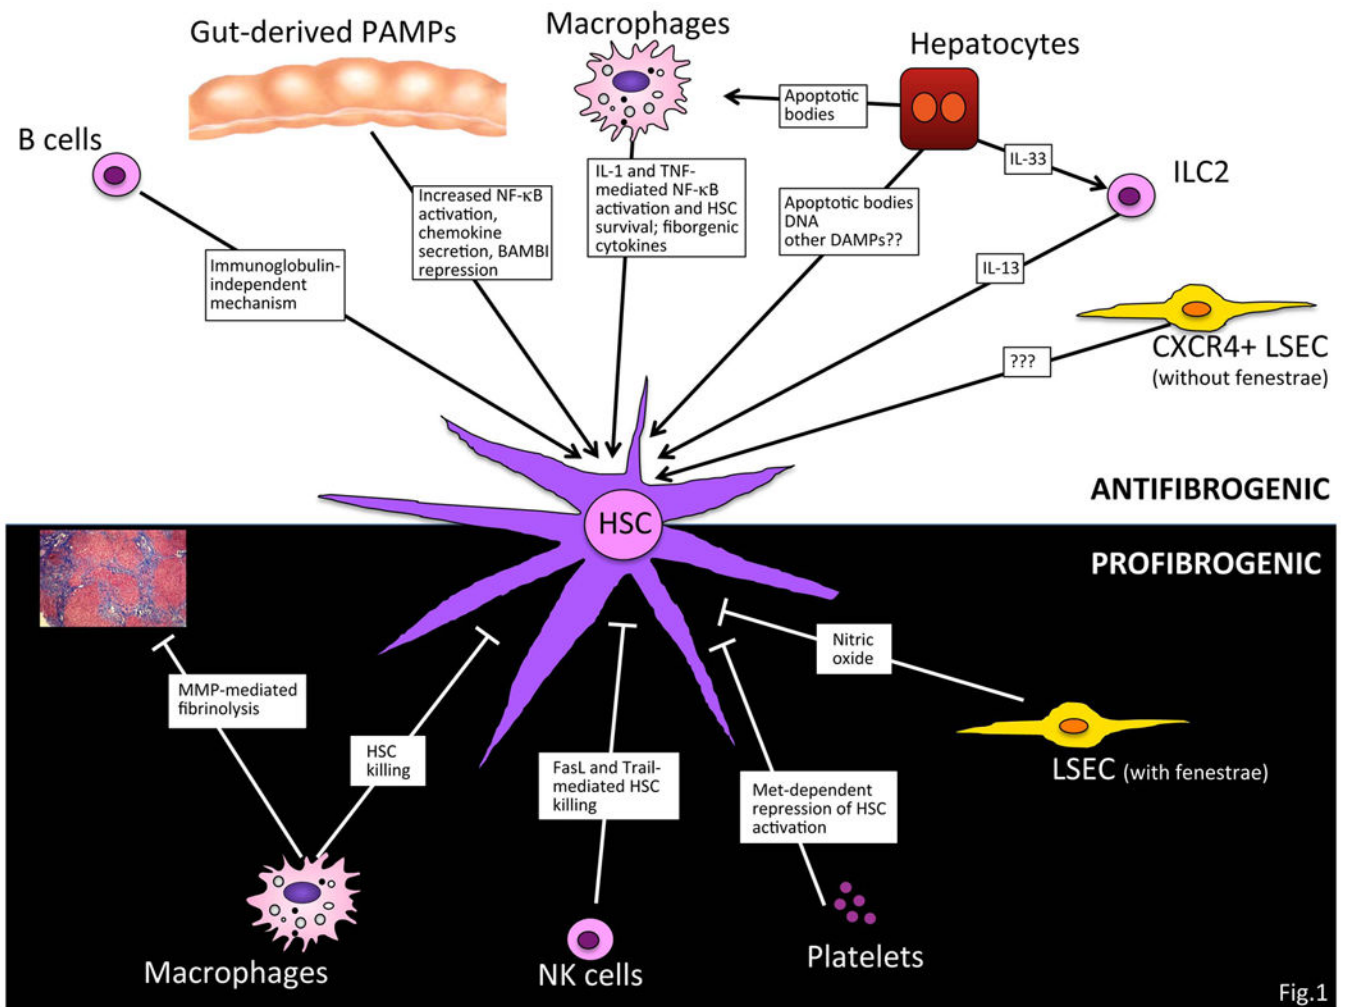 Gut-derived PAMPs
Macrophages
Hepatocytes
B cells
ILC2
Apoptotic
bodies
IL-33
Increased NF-κB
activation,
chemokine
secretion, BAMBI
repression
IL-1 and TNF-
mediated NF-κB
activation and HSC
survival; fiborgenic
cytokines
Apoptotic bodies
DNA
other DAMPs??
Immunoglobulin-
independent
mechanism
IL-13
CXCR4+ LSEC
(without fenestrae)
???
HSC
ANTIFIBROGENIC
PROFIBROGENIC
MMP-mediated
fibrinolysis
HSC
killing
FasL and Trail-
mediated HSC
killing
Met-dependent
repression of HSC
activation
Nitric
oxide
LSEC (with fenestrae)
Macrophages
NK cells
Platelets
Fig.1